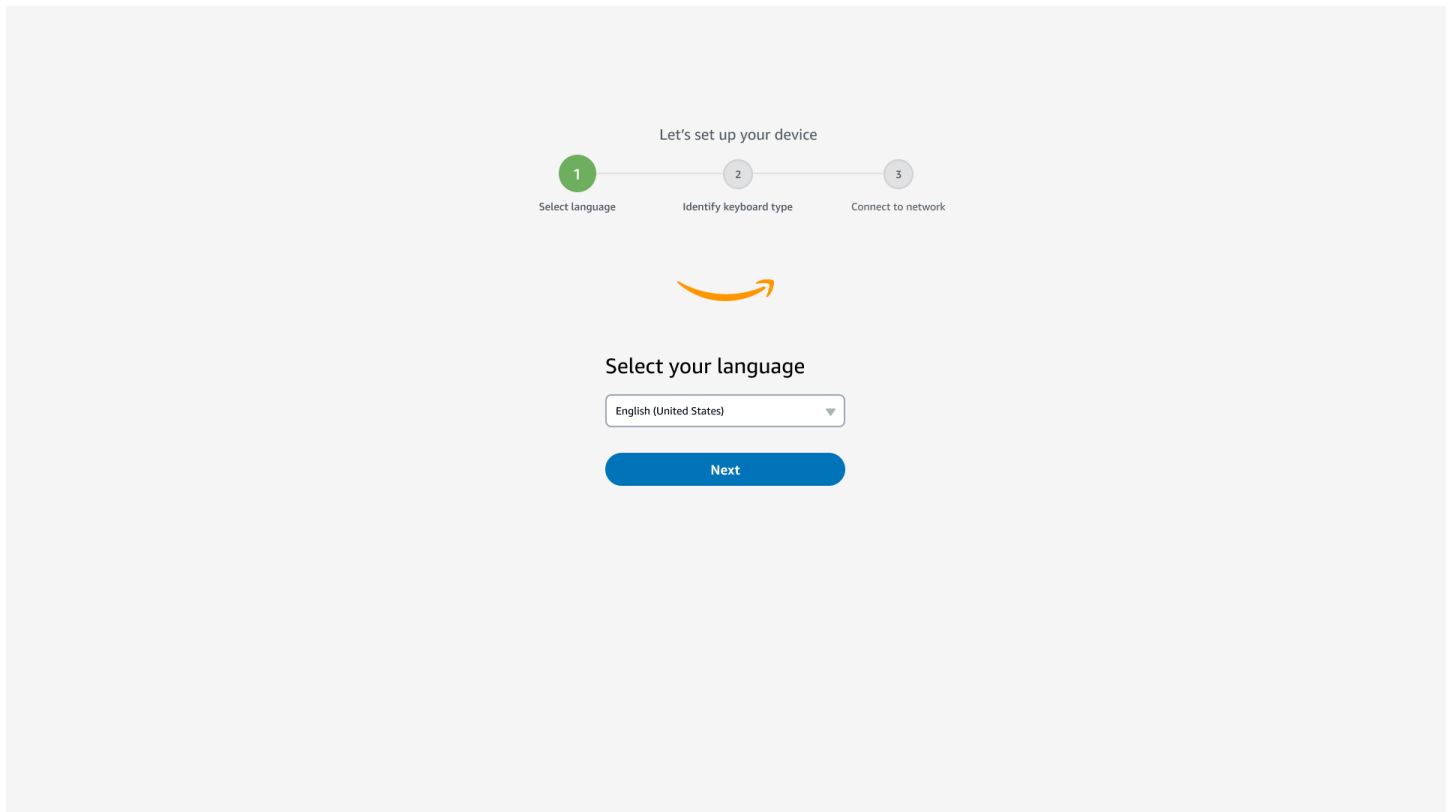 Let's set up your device
1
2
3
Select language
Identify keyboard type
Connect to network
Select your language
English (United States)
Next